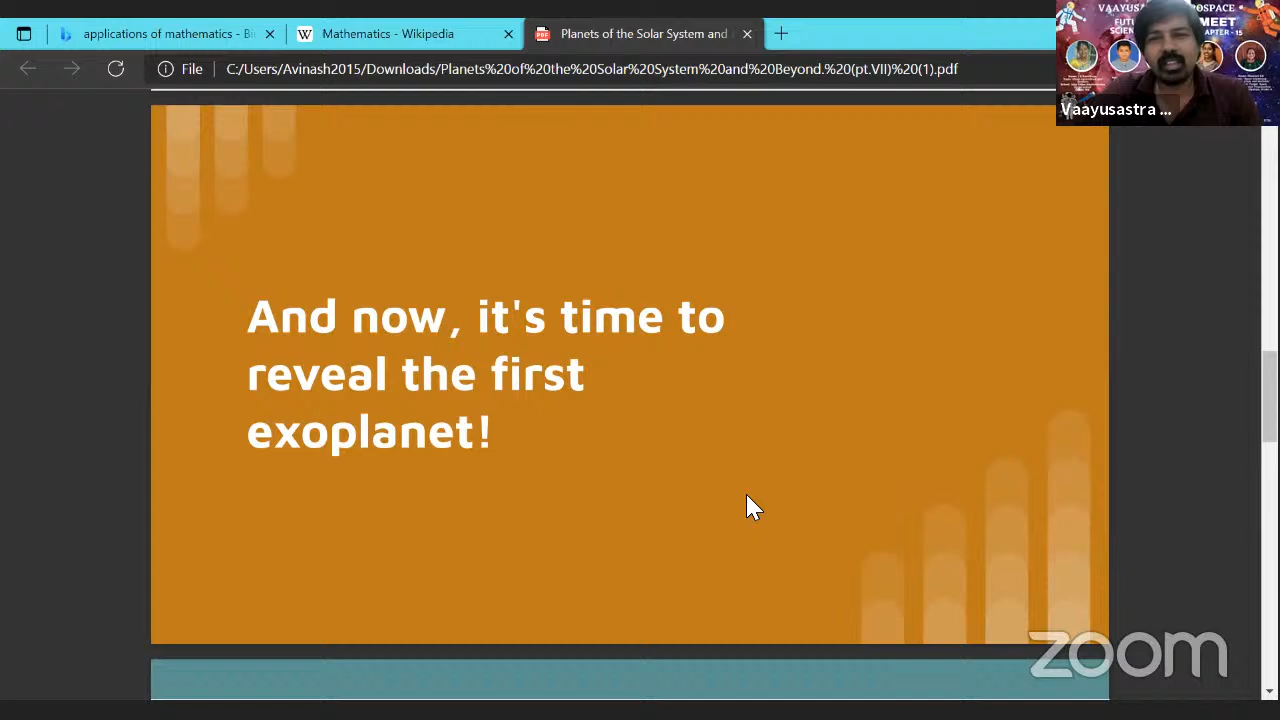 applications of mathematics - Bi
Mathematics - Wikipedia
Planets of the Solar System and
File
C:/Users/Avinash2015/Downloads/Planets%20of%20the%20Solar%20System%20and%20Beyond.%20(pt.VII)%20(1).pdf
MEET
Vaayusastra ...
And now, it's time to
reveal the first
exoplanet!
zoom